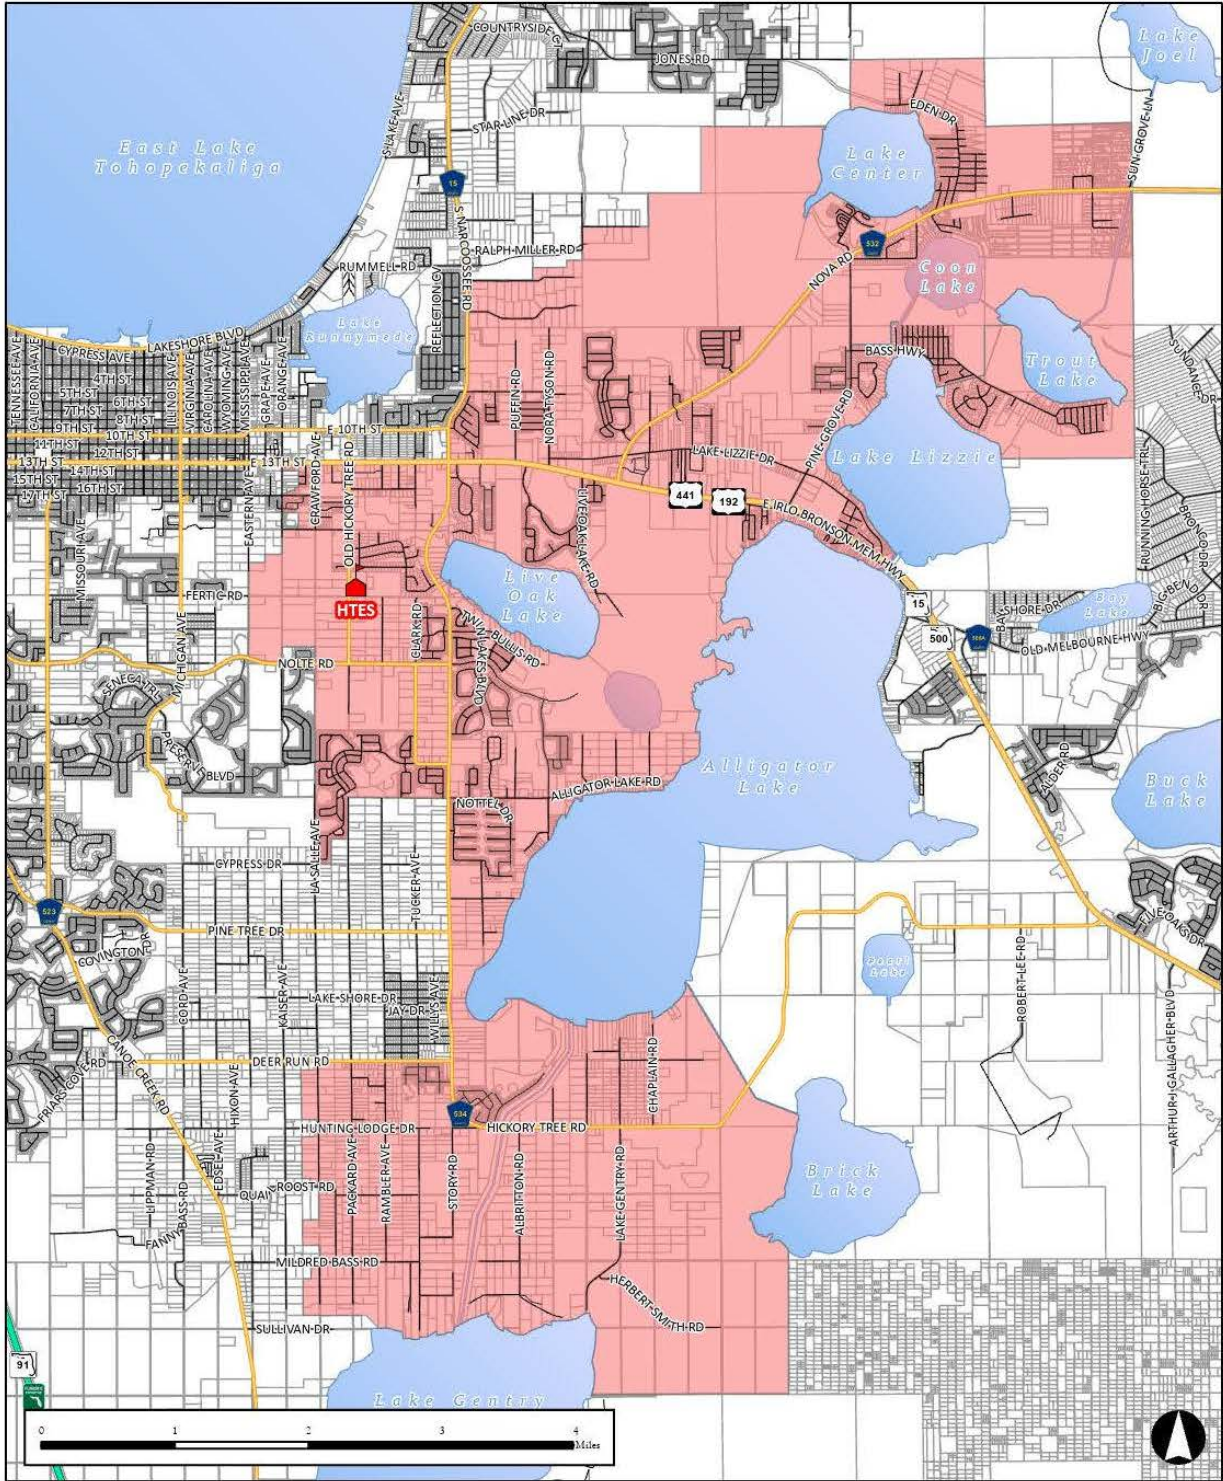 COUNTRYSIDE CT
JONES RD
Lake
Joel
S LAKE AVE
STAR LINE DR
EDEN DR
SUN GROVE LN
East Lake
Tohopekaliga
Lake
Center
15
S NARCOOSSEE RD
RALPH MILLER RD
532
NOVA RD
RUMMELL RD
REFLECTION CV
Coon
Lake
Lake
Runnymede
LAKESHORE BLVD
CYPRESS AVE
TENNESSEE AVE
CALIFORNIA AVE
ILLINOIS AVE
VIRGINIA AVE
CAROLINA AVE
WYOMING AVE
MISSISSIPPI AVE
GRAPE AVE
ORANGE AVE
4TH ST
5TH ST
6TH ST
7TH ST
8TH ST
9TH ST
10TH ST
11TH ST
12TH ST
13TH ST
14TH ST
15TH ST
16TH ST
17TH ST
E 10TH ST
E 13TH ST
PUFFIN RD
NORA TYSON RD
BASS HWY
Trout
Lake
SUNDANCE DR
PINE GROVE RD
LAKE LIZZIE DR
Lake Lizzie
441
192
E IRLO BRONSON MEM HWY
EASTERN AVE
CRAWFORD AVE
OLD HICKORY TREE RD
LIVE OAK LAKE RD
RUNNING HORSE TRL
BRONCO DR
MISSOURI AVE
MICHIGAN AVE
FERTIC RD
HTES
CLARK RD
Live
Oak
Lake
BULLIS RD
TWIN LAKES BLVD
15
500
500A
BAY SHORE DR
Bay
Lake
BIG BEND DR
OLD MELBOURNE HWY
NOLTE RD
SENECA TRL
PRESERVE BLVD
Alligator
Lake
ALDER RD
Buck
Lake
ALLIGATOR LAKE RD
NOTTEL DR
LA SALLE AVE
TUCKER AVE
CYPRESS DR
523
PINE TREE DR
COVINGTON DR
FIVE OAKS DR
Pearl
Lake
ROBERT LEE RD
CORD AVE
KAISER AVE
LAKE SHORE DR
JAY DR
WILLYS AVE
ARTHUR J GALLAGHER BLVD
CANOE CREEK RD
FRIARS COVE RD
DEER RUN RD
HIXON AVE
CHAPLAIN RD
534
HUNTING LODGE DR
HICKORY TREE RD
LIPPMAN RD
EDSEL AVE
PACKARD AVE
RAMBLER AVE
STORY RD
ALBRITTON RD
LAKE GENTRY RD
Brick
Lake
QUAIL ROOST RD
FANNY BASS RD
MILDRED BASS RD
HERBERT SMITH RD
SULLIVAN DR
91
Lake Gentry
0 1 2 3 4
Miles